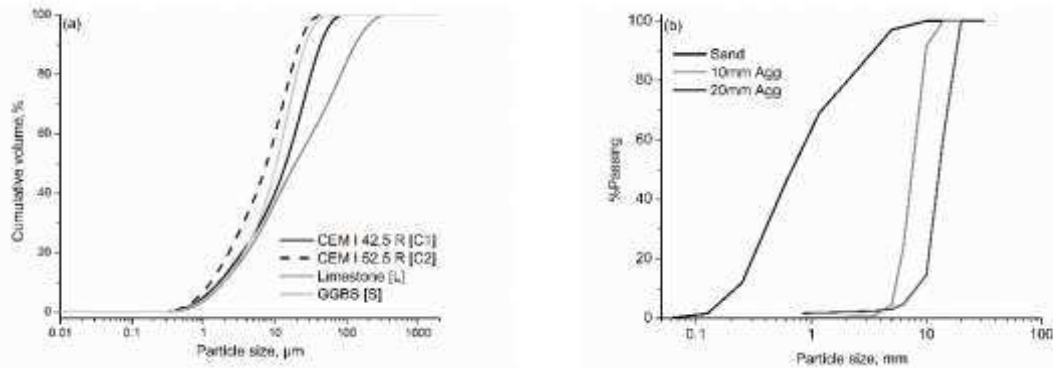 (a)
100
80
60
40
20
0
Cumulative volume,%
CEM I 42.5 R [C1]
CEM I 52.5 R [C2]
Limestone [L]
GGBS [S]
0.01 0.1 1 10 100 1000
Particle size, µm
(b)
100
80
60
40
20
0
%Passing
Sand
10mm Agg
20mm Agg
0.1 1 10 100
Particle size, mm